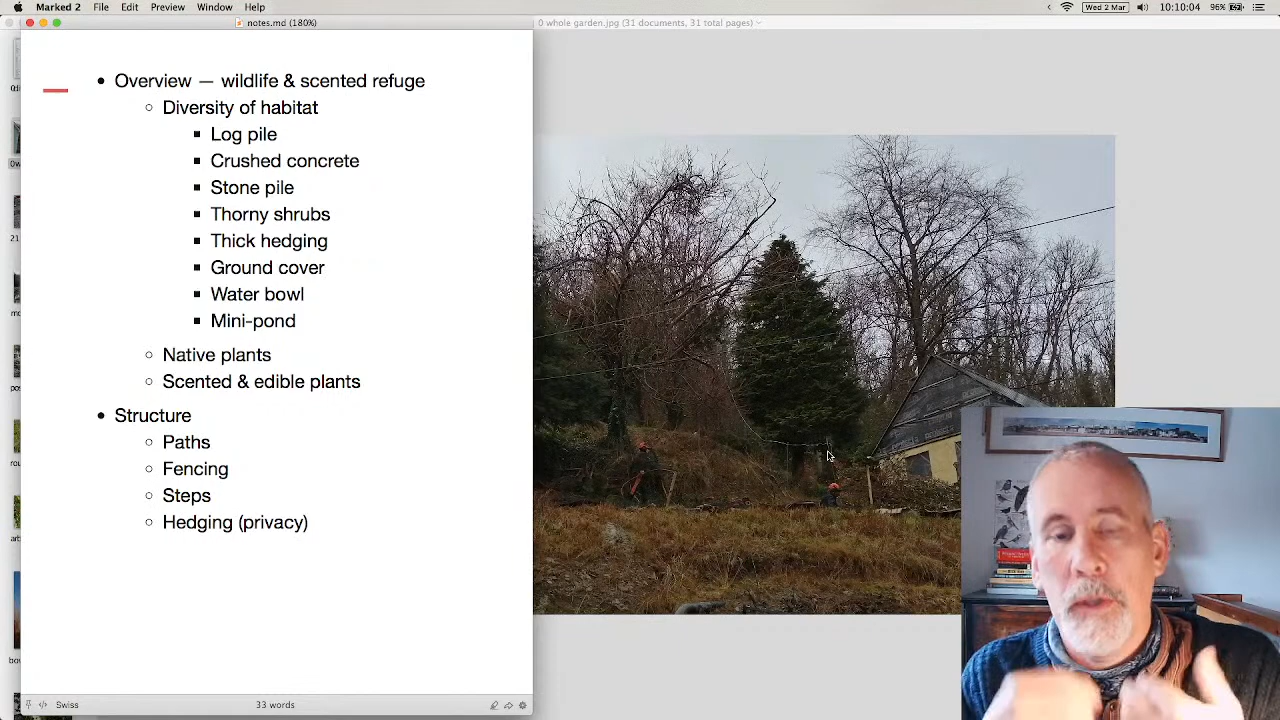 Marked 2 File Edit Preview Window Help
Wed 2 Mar 10:10:04 96%
notes.md (180%)
0 whole garden.jpg (31 documents, 31 total pages)
Overview — wildlife & scented refuge
Diversity of habitat
Log pile
Crushed concrete
Stone pile
Thorny shrubs
Thick hedging
Ground cover
Water bowl
Mini-pond
Native plants
Scented & edible plants
Structure
Paths
Fencing
Steps
Hedging (privacy)
Swiss
33 words